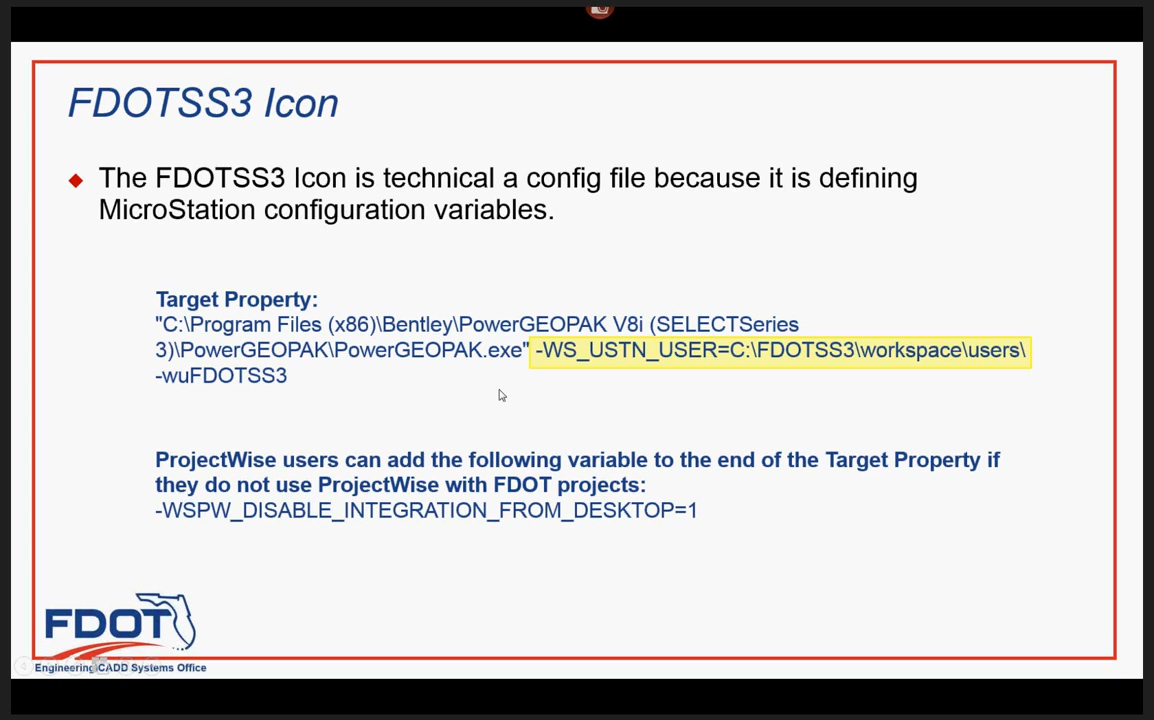 FDOTSS3 Icon
The FDOTSS3 Icon is technical a config file because it is defining
MicroStation configuration variables.
Target Property:
"C:\Program Files (x86)\Bentley\PowerGEOPAK V8i (SELECTSeries
3)\PowerGEOPAK\PowerGEOPAK.exe" -WS_USTN_USER=C:\FDOTSS3\workspace\users\
-wuFDOTSS3
ProjectWise users can add the following variable to the end of the Target Property if
they do not use ProjectWise with FDOT projects:
-WSPW_DISABLE_INTEGRATION_FROM_DESKTOP=1
FDOT
Engineering/CADD Systems Office